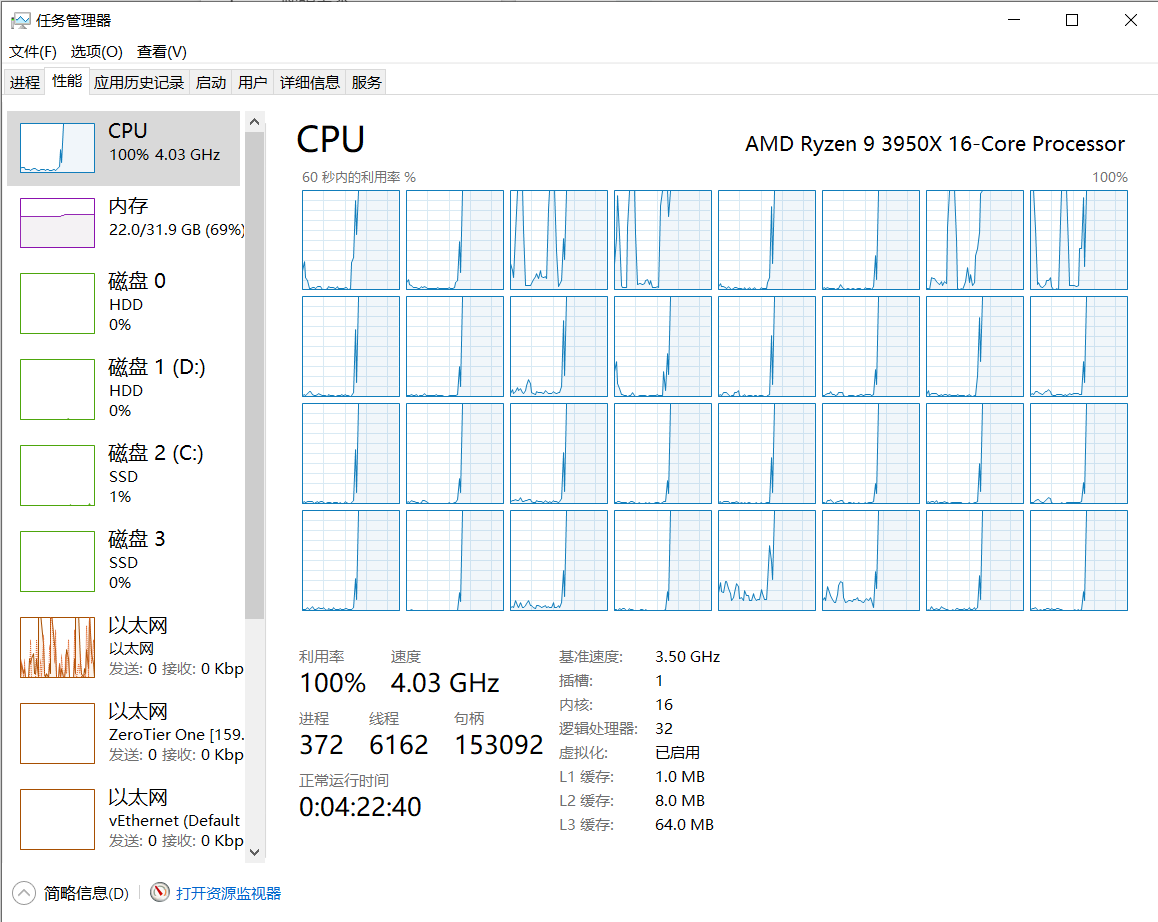 任务管理器
文件(F) 选项(O) 查看(V)
进程 性能 应用历史记录 启动 用户 详细信息 服务
CPU
100% 4.03 GHz
内存
22.0/31.9 GB (69%)
磁盘 0
HDD
0%
磁盘 1 (D:)
HDD
0%
磁盘 2 (C:)
SSD
1%
磁盘 3
SSD
0%
以太网
以太网
发送: 0 接收: 0 Kbp
以太网
ZeroTier One [159.
发送: 0 接收: 0 Kbp
以太网
vEthernet (Default
发送: 0 接收: 0 Kbp
CPU
AMD Ryzen 9 3950X 16-Core Processor
60 秒内的利用率 % 100%
利用率 速度
100% 4.03 GHz
进程 线程 句柄
372 6162 153092
正常运行时间
0:04:22:40
基准速度: 3.50 GHz
插槽: 1
内核: 16
逻辑处理器: 32
虚拟化: 已启用
L1 缓存: 1.0 MB
L2 缓存: 8.0 MB
L3 缓存: 64.0 MB
简略信息(D) 打开资源监视器